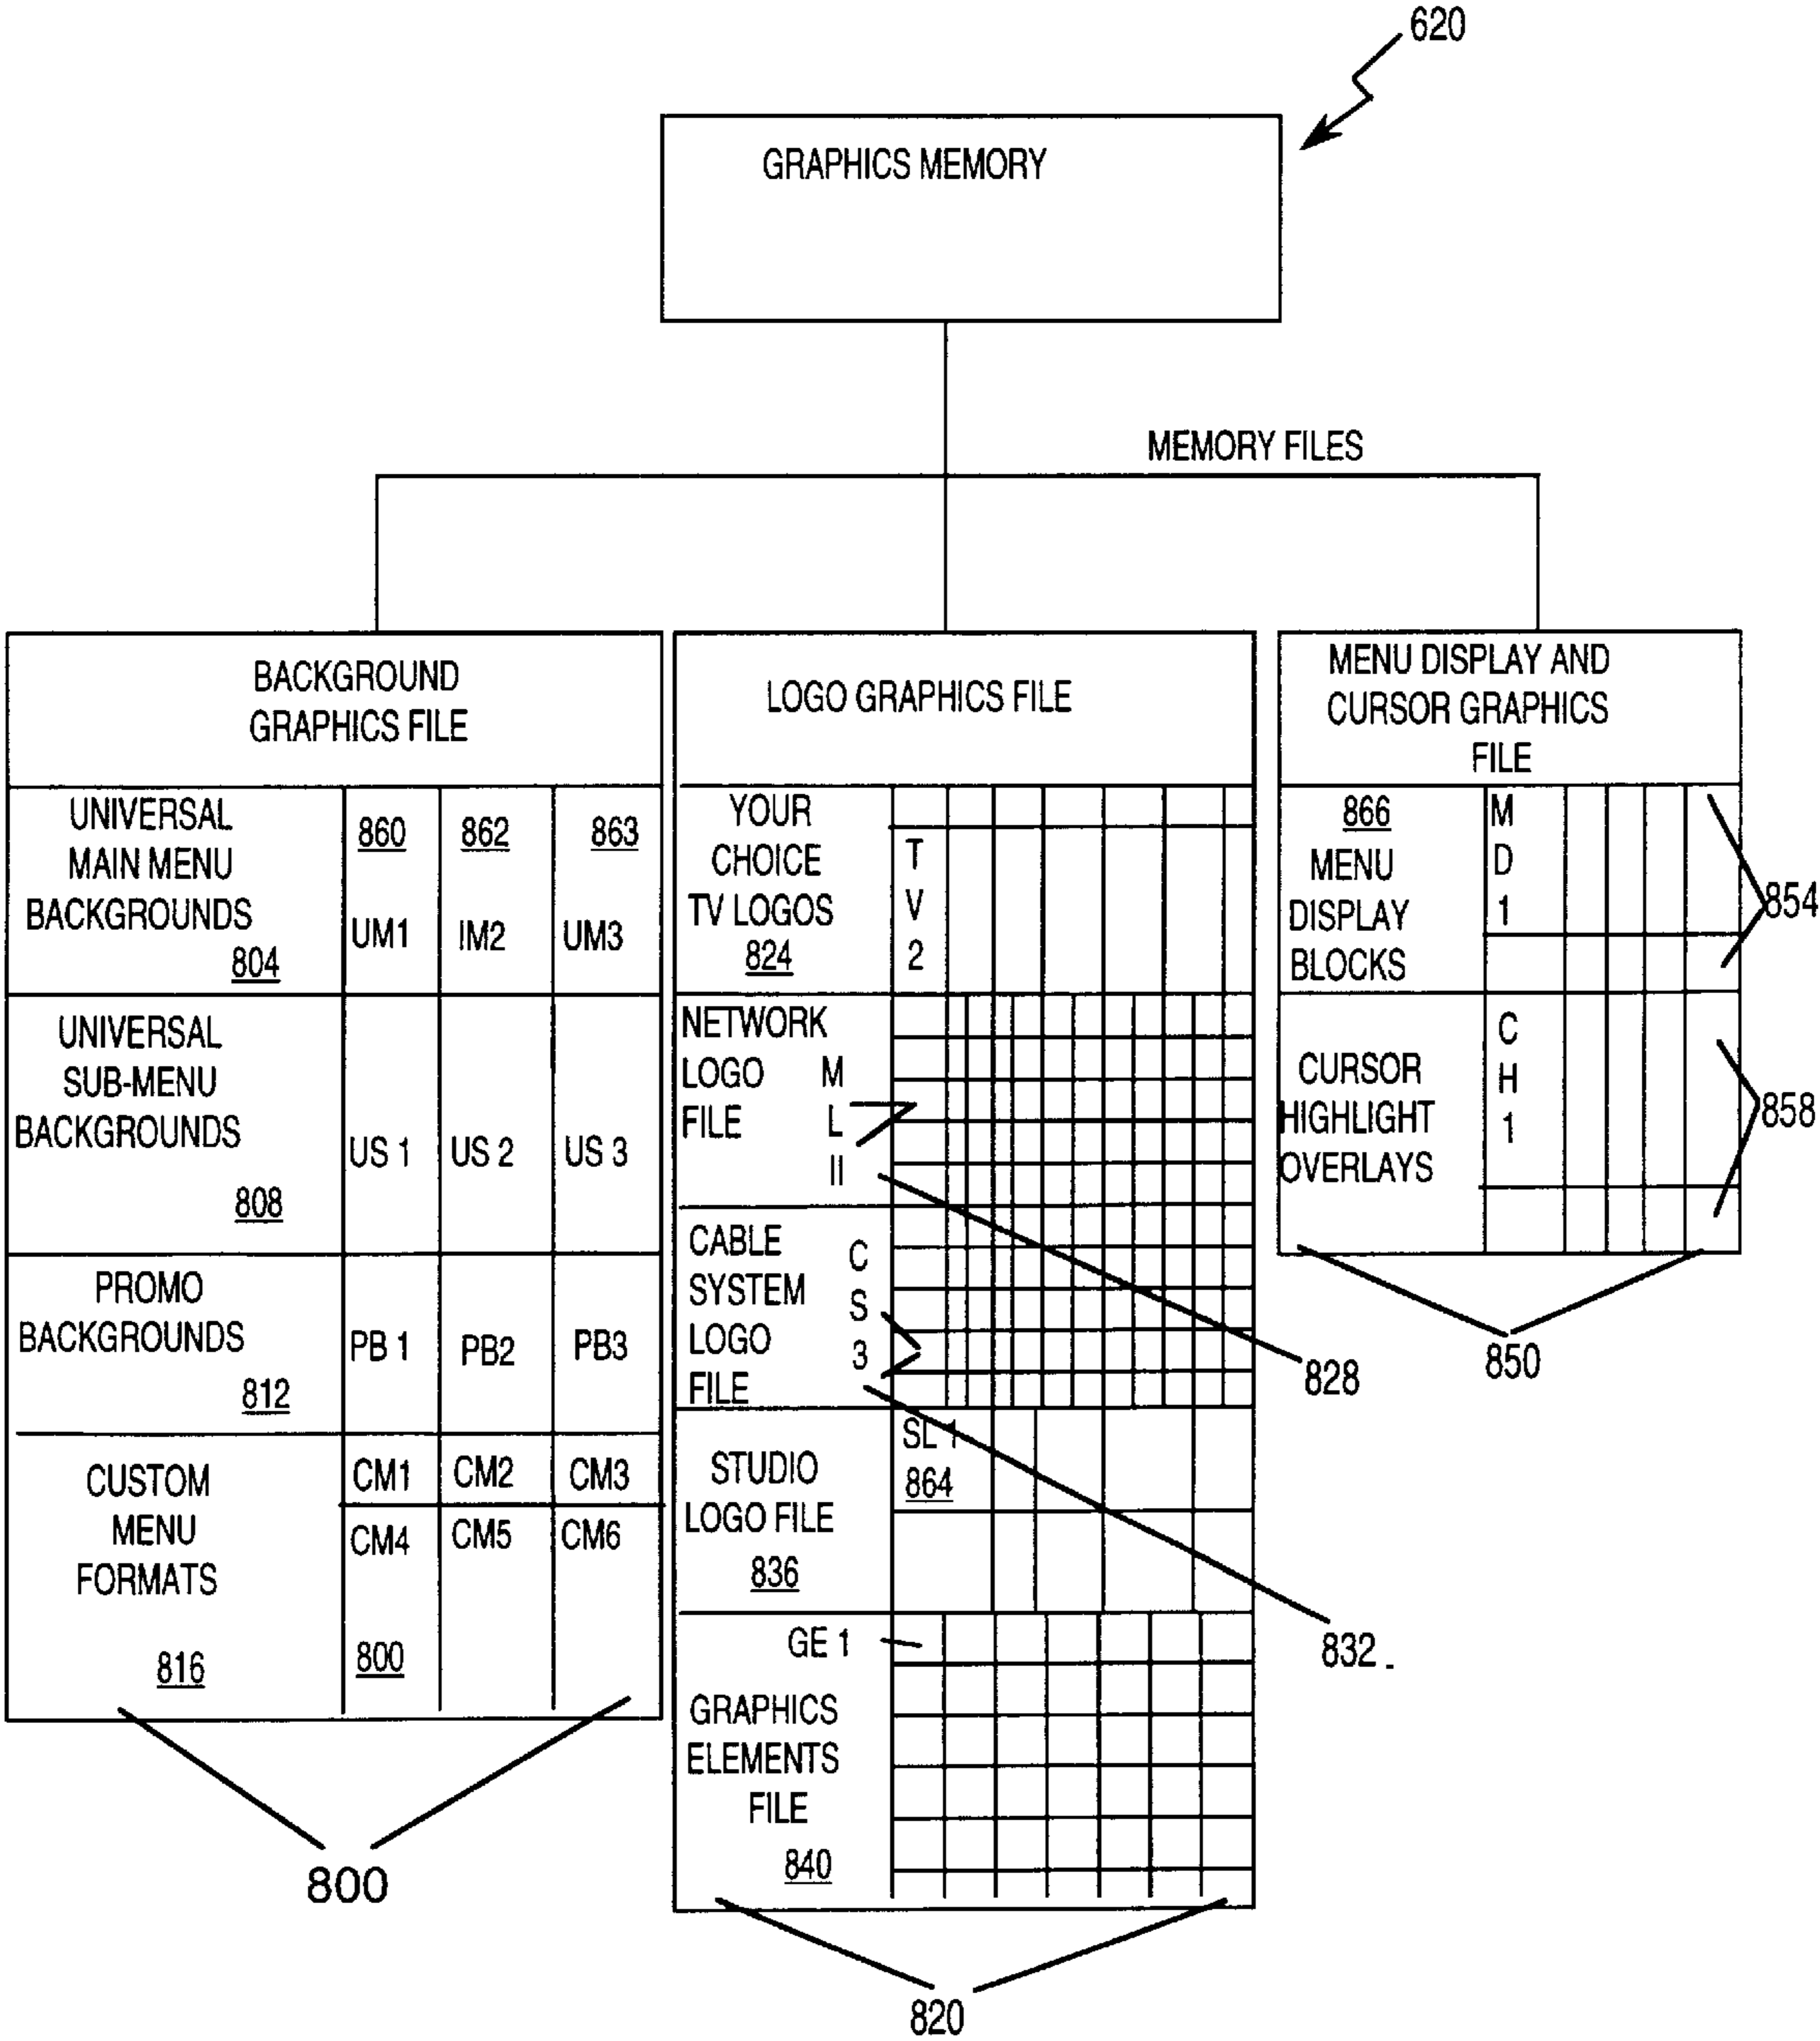 620
GRAPHICS MEMORY
MEMORY FILES
BACKGROUND
GRAPHICS FILE
UNIVERSAL
MAIN MENU
BACKGROUNDS
804
860
862
863
UM1
IM2
UM3
UNIVERSAL
SUB-MENU
BACKGROUNDS
808
US 1
US 2
US 3
PROMO
BACKGROUNDS
812
PB 1
PB2
PB3
CUSTOM
MENU
FORMATS
816
CM1
CM2
CM3
CM4
CM5
CM6
800
800
LOGO GRAPHICS FILE
YOUR
CHOICE
TV LOGOS
824
T
V
2
NETWORK
LOGO
FILE
M
L
II
828
CABLE
SYSTEM
LOGO
FILE
C
S
3
832
STUDIO
LOGO FILE
836
SL 1
864
GE 1
GRAPHICS
ELEMENTS
FILE
840
820
MENU DISPLAY AND
CURSOR GRAPHICS
FILE
866
MENU
DISPLAY
BLOCKS
M
D
1
854
CURSOR
HIGHLIGHT
OVERLAYS
C
H
1
858
850